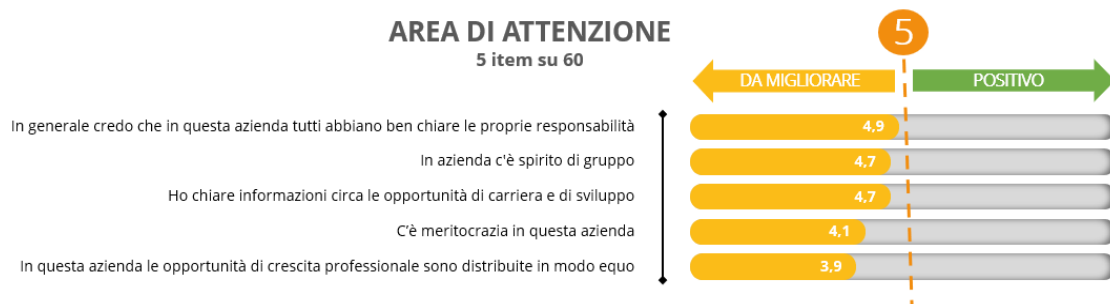 AREA DI ATTENZIONE
5 item su 60
5
DA MIGLIORARE
POSITIVO
In generale credo che in questa azienda tutti abbiano ben chiare le proprie responsabilità
4,9
In azienda c'è spirito di gruppo
4,7
Ho chiare informazioni circa le opportunità di carriera e di sviluppo
4,7
C'è meritocrazia in questa azienda
4,1
In questa azienda le opportunità di crescita professionale sono distribuite in modo equo
3,9